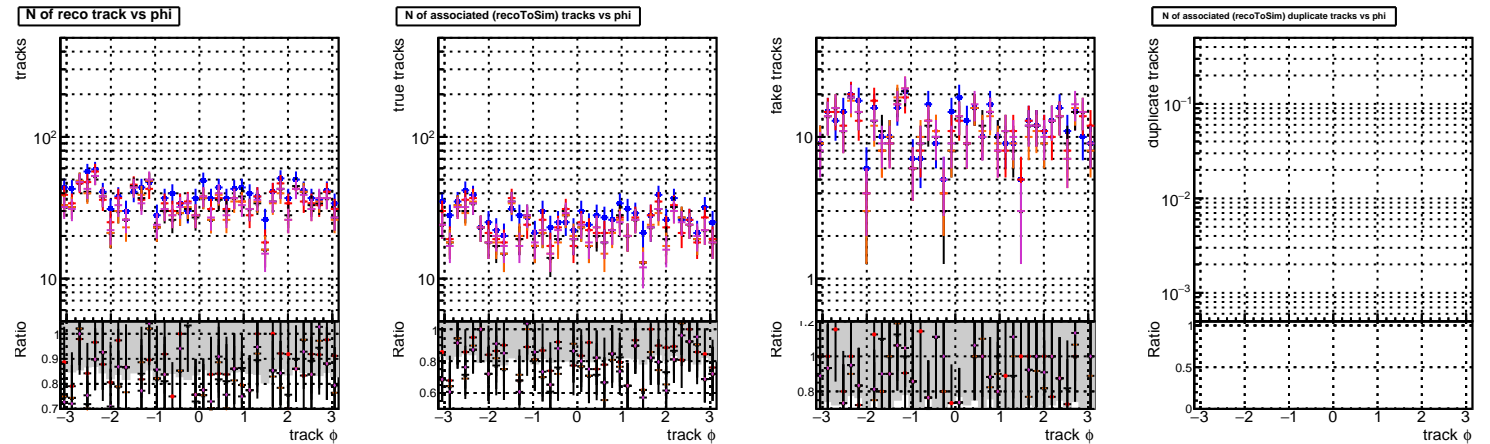 N of reco track vs phi
tracks
10²
10
Ratio
1
0.9
0.8
0.7
−3 −2 −1 0 1 2 3
track ϕ
N of associated (recoToSim) tracks vs phi
true tracks
10²
10
Ratio
1
0.8
0.6
−3 −2 −1 0 1 2 3
track ϕ
fake tracks
10
1
Ratio
1.2
1
0.8
−3 −2 −1 0 1 2 3
track ϕ
N of associated (recoToSim) duplicate tracks vs phi
duplicate tracks
10⁻¹
10⁻²
10⁻³
Ratio
1
0.5
0
−3 −2 −1 0 1 2 3
track ϕ